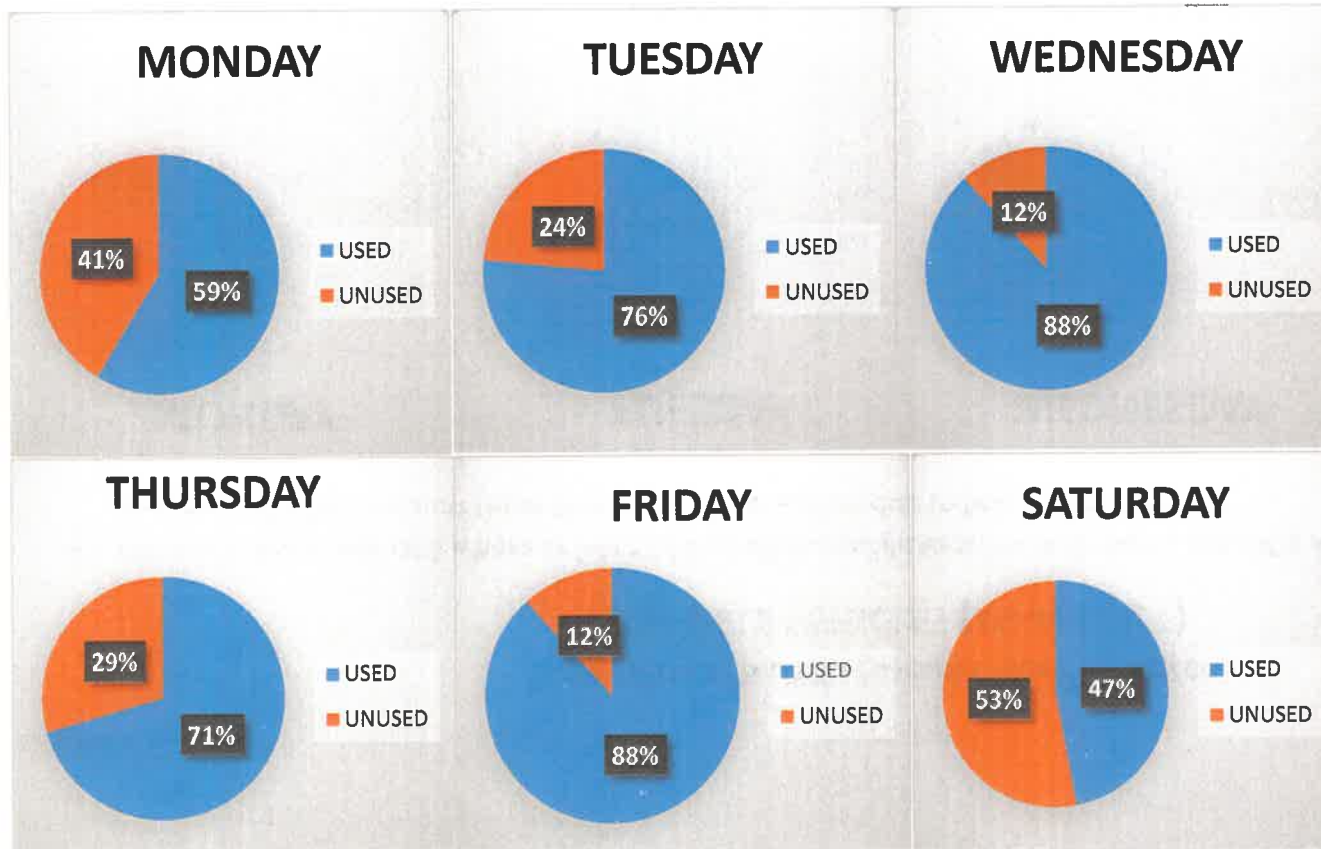 MONDAY
41%
59%
USED
UNUSED
TUESDAY
24%
76%
USED
UNUSED
WEDNESDAY
12%
88%
USED
UNUSED
THURSDAY
29%
71%
USED
UNUSED
FRIDAY
12%
88%
USED
UNUSED
SATURDAY
53%
47%
USED
UNUSED